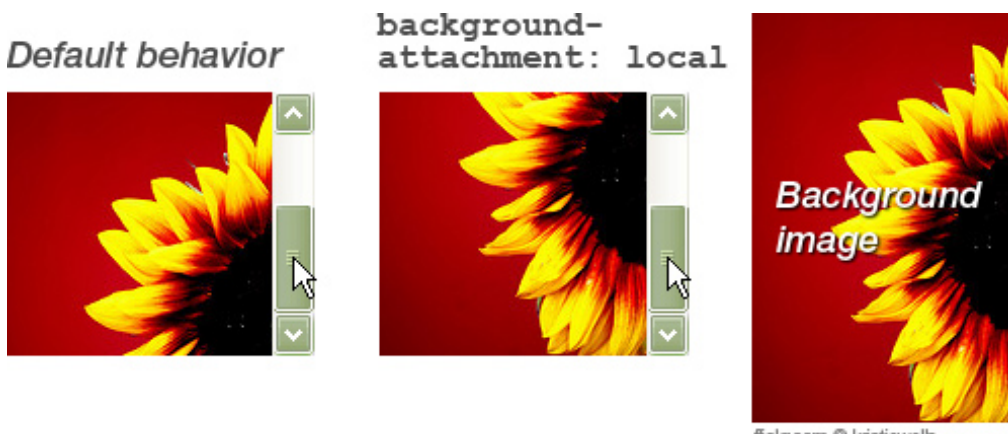 Default behavior
background-
attachment: local
Background
image